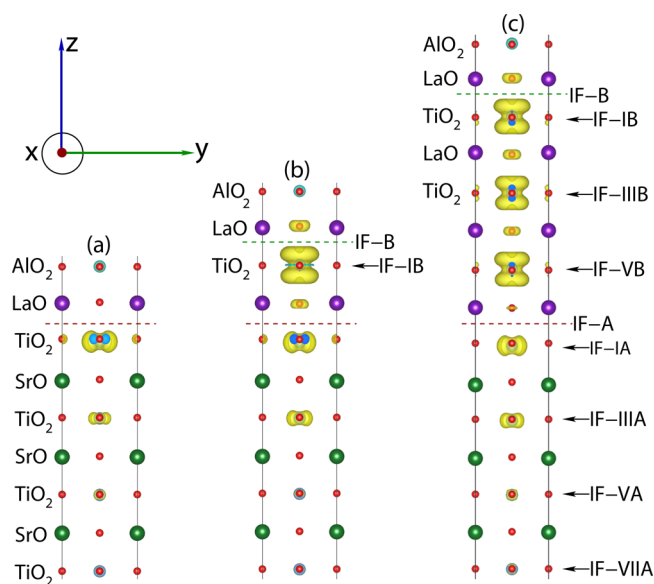 z
x
y
(a)
AlO2
LaO
TiO2
SrO
TiO2
SrO
TiO2
SrO
TiO2
(b)
AlO2
LaO
IF–B
TiO2
IF–IB
(c)
AlO2
LaO
IF–B
TiO2
IF–IB
LaO
TiO2
IF–IIIB
IF–VB
IF–A
IF–IA
IF–IIIA
IF–VA
IF–VIIA